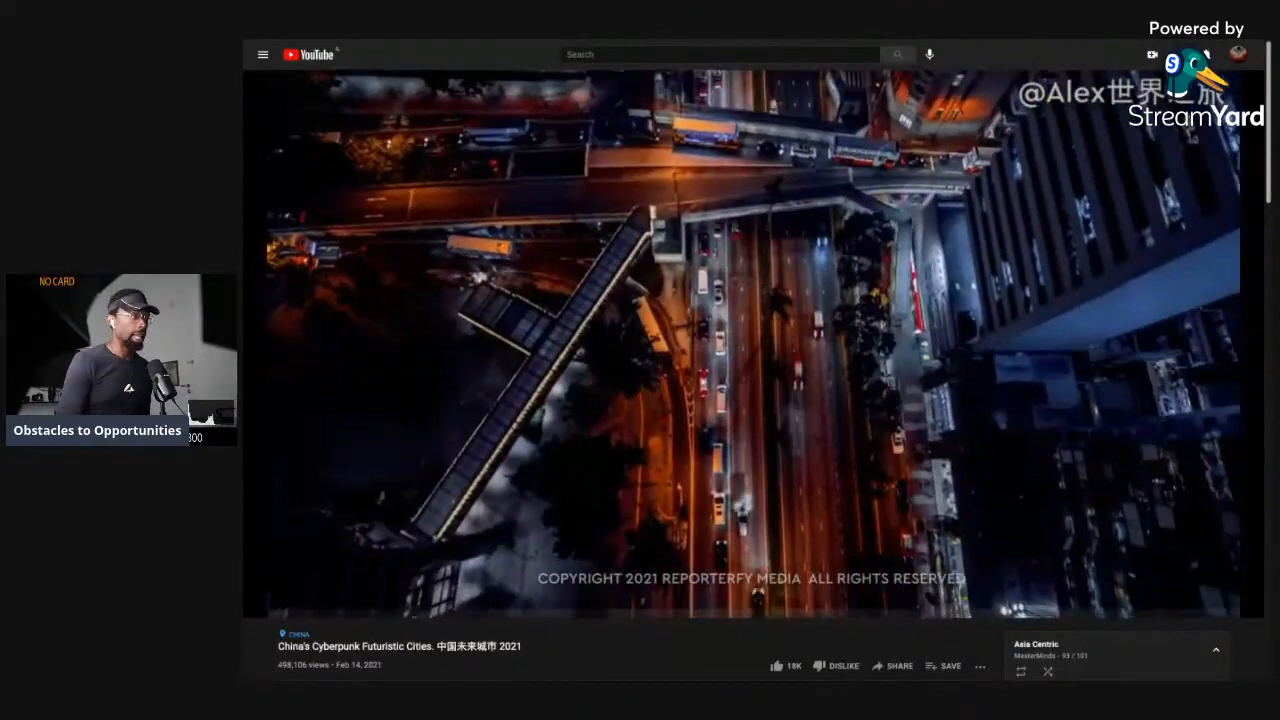 Powered by
StreamYard
YouTube
Search
@Alex世界之旅
NO CARD
Obstacles to Opportunities
COPYRIGHT 2021 REPORTERFY MEDIA ALL RIGHTS RESERVED
CHINA
China's Cyberpunk Futuristic Cities. 中国未来城市 2021
498,106 views • Feb 14, 2021
18K
DISLIKE
SHARE
SAVE
Asia Centric
MasterMinds - 93 / 101